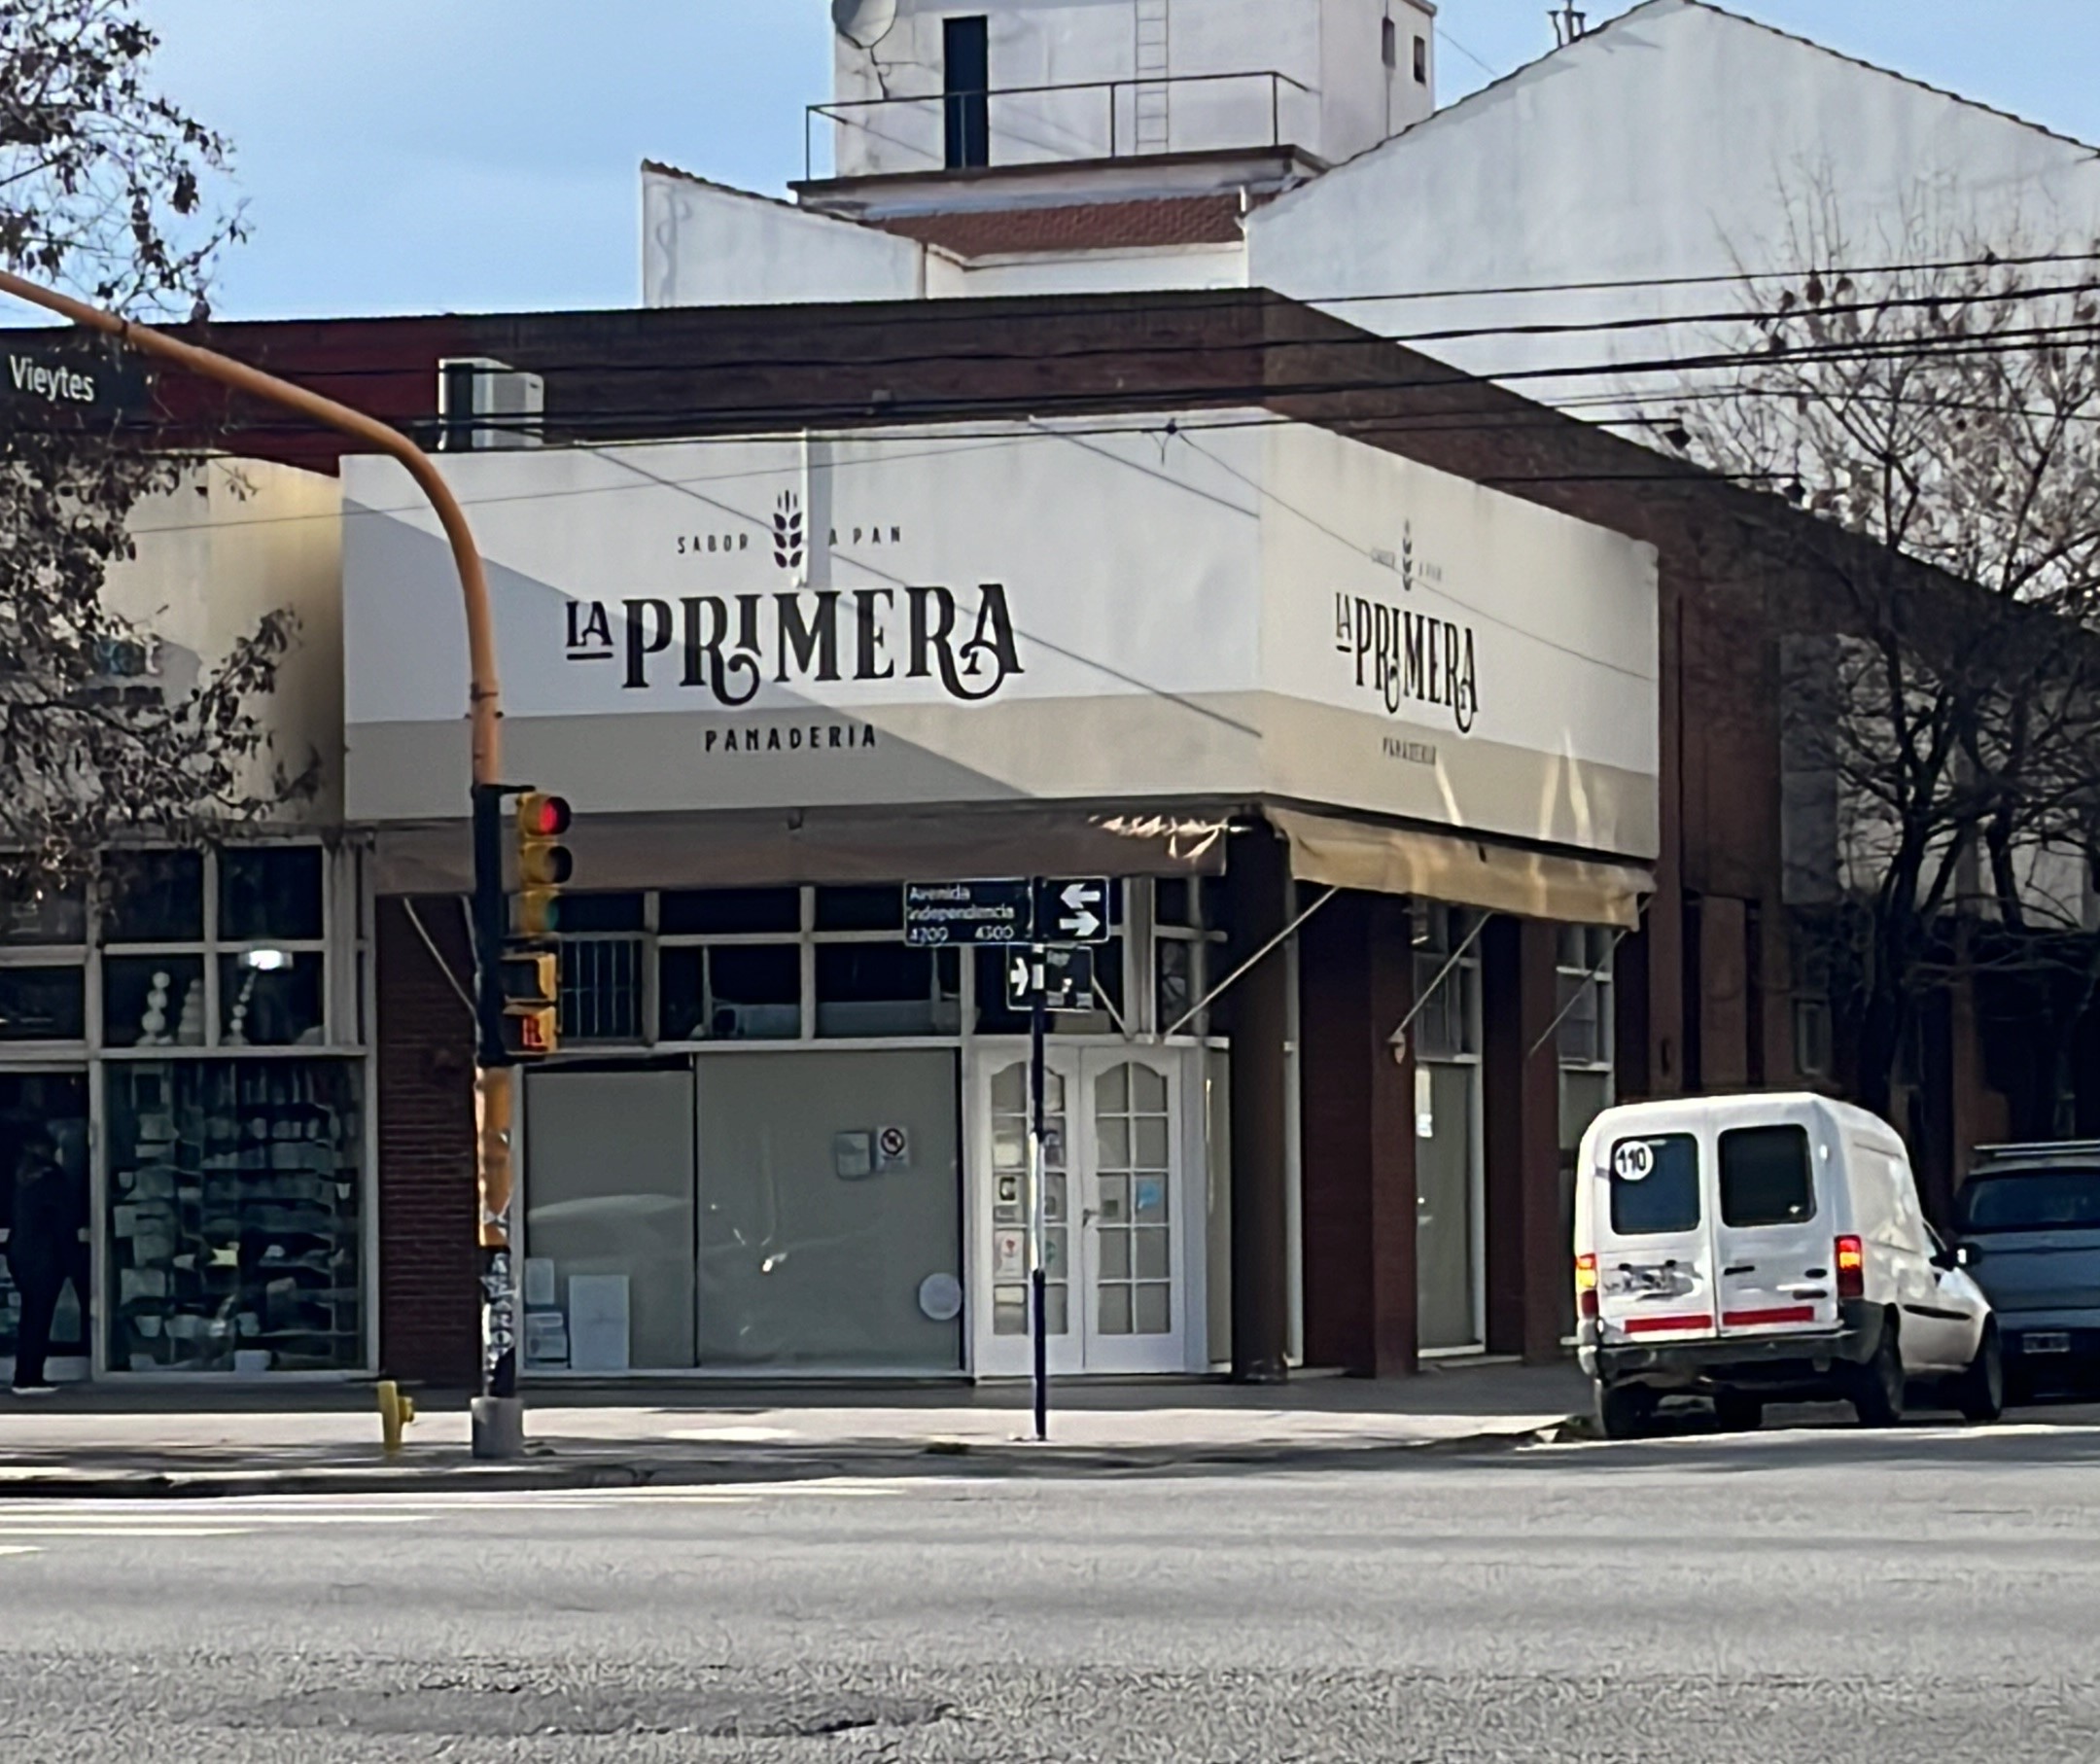 Vieytes
SABOR A PAN
LA PRIMERA
PANADERIA
SABOR A PAN
LA PRIMERA
PANADERIA
Avenida
Independencia
4200 4300
110